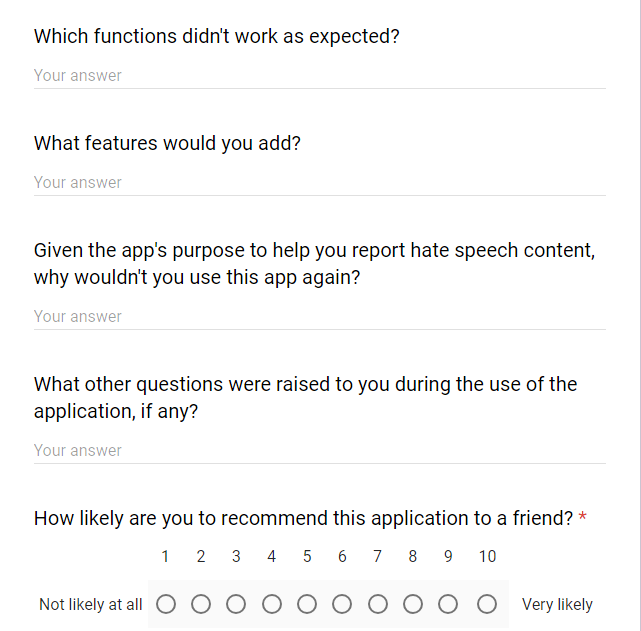 Which functions didn't work as expected?
Your answer
What features would you add?
Your answer
Given the app's purpose to help you report hate speech content,
why wouldn't you use this app again?
Your answer
What other questions were raised to you during the use of the
application, if any?
Your answer
How likely are you to recommend this application to a friend? *
1 2 3 4 5 6 7 8 9 10
Not likely at all Very likely